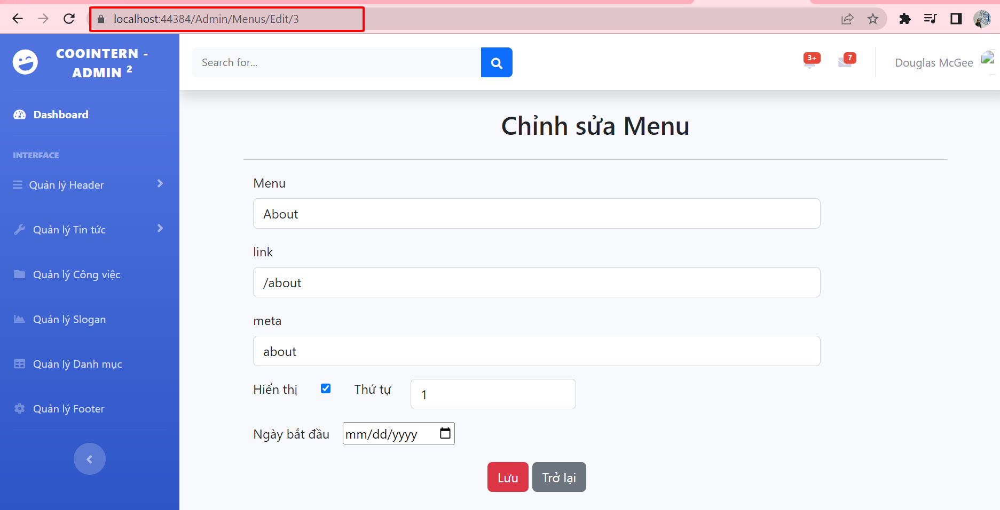 localhost:44384/Admin/Menus/Edit/3
COOINTERN -
ADMIN 2
Search for...
3+
7
Douglas McGee
Dashboard
INTERFACE
Quản lý Header
Quản lý Tin tức
Quản lý Công việc
Quản lý Slogan
Quản lý Danh mục
Quản lý Footer
Chỉnh sửa Menu
Menu
About
link
/about
meta
about
Hiển thị
Thứ tự
1
Ngày bắt đầu
mm/dd/yyyy
Lưu
Trở lại